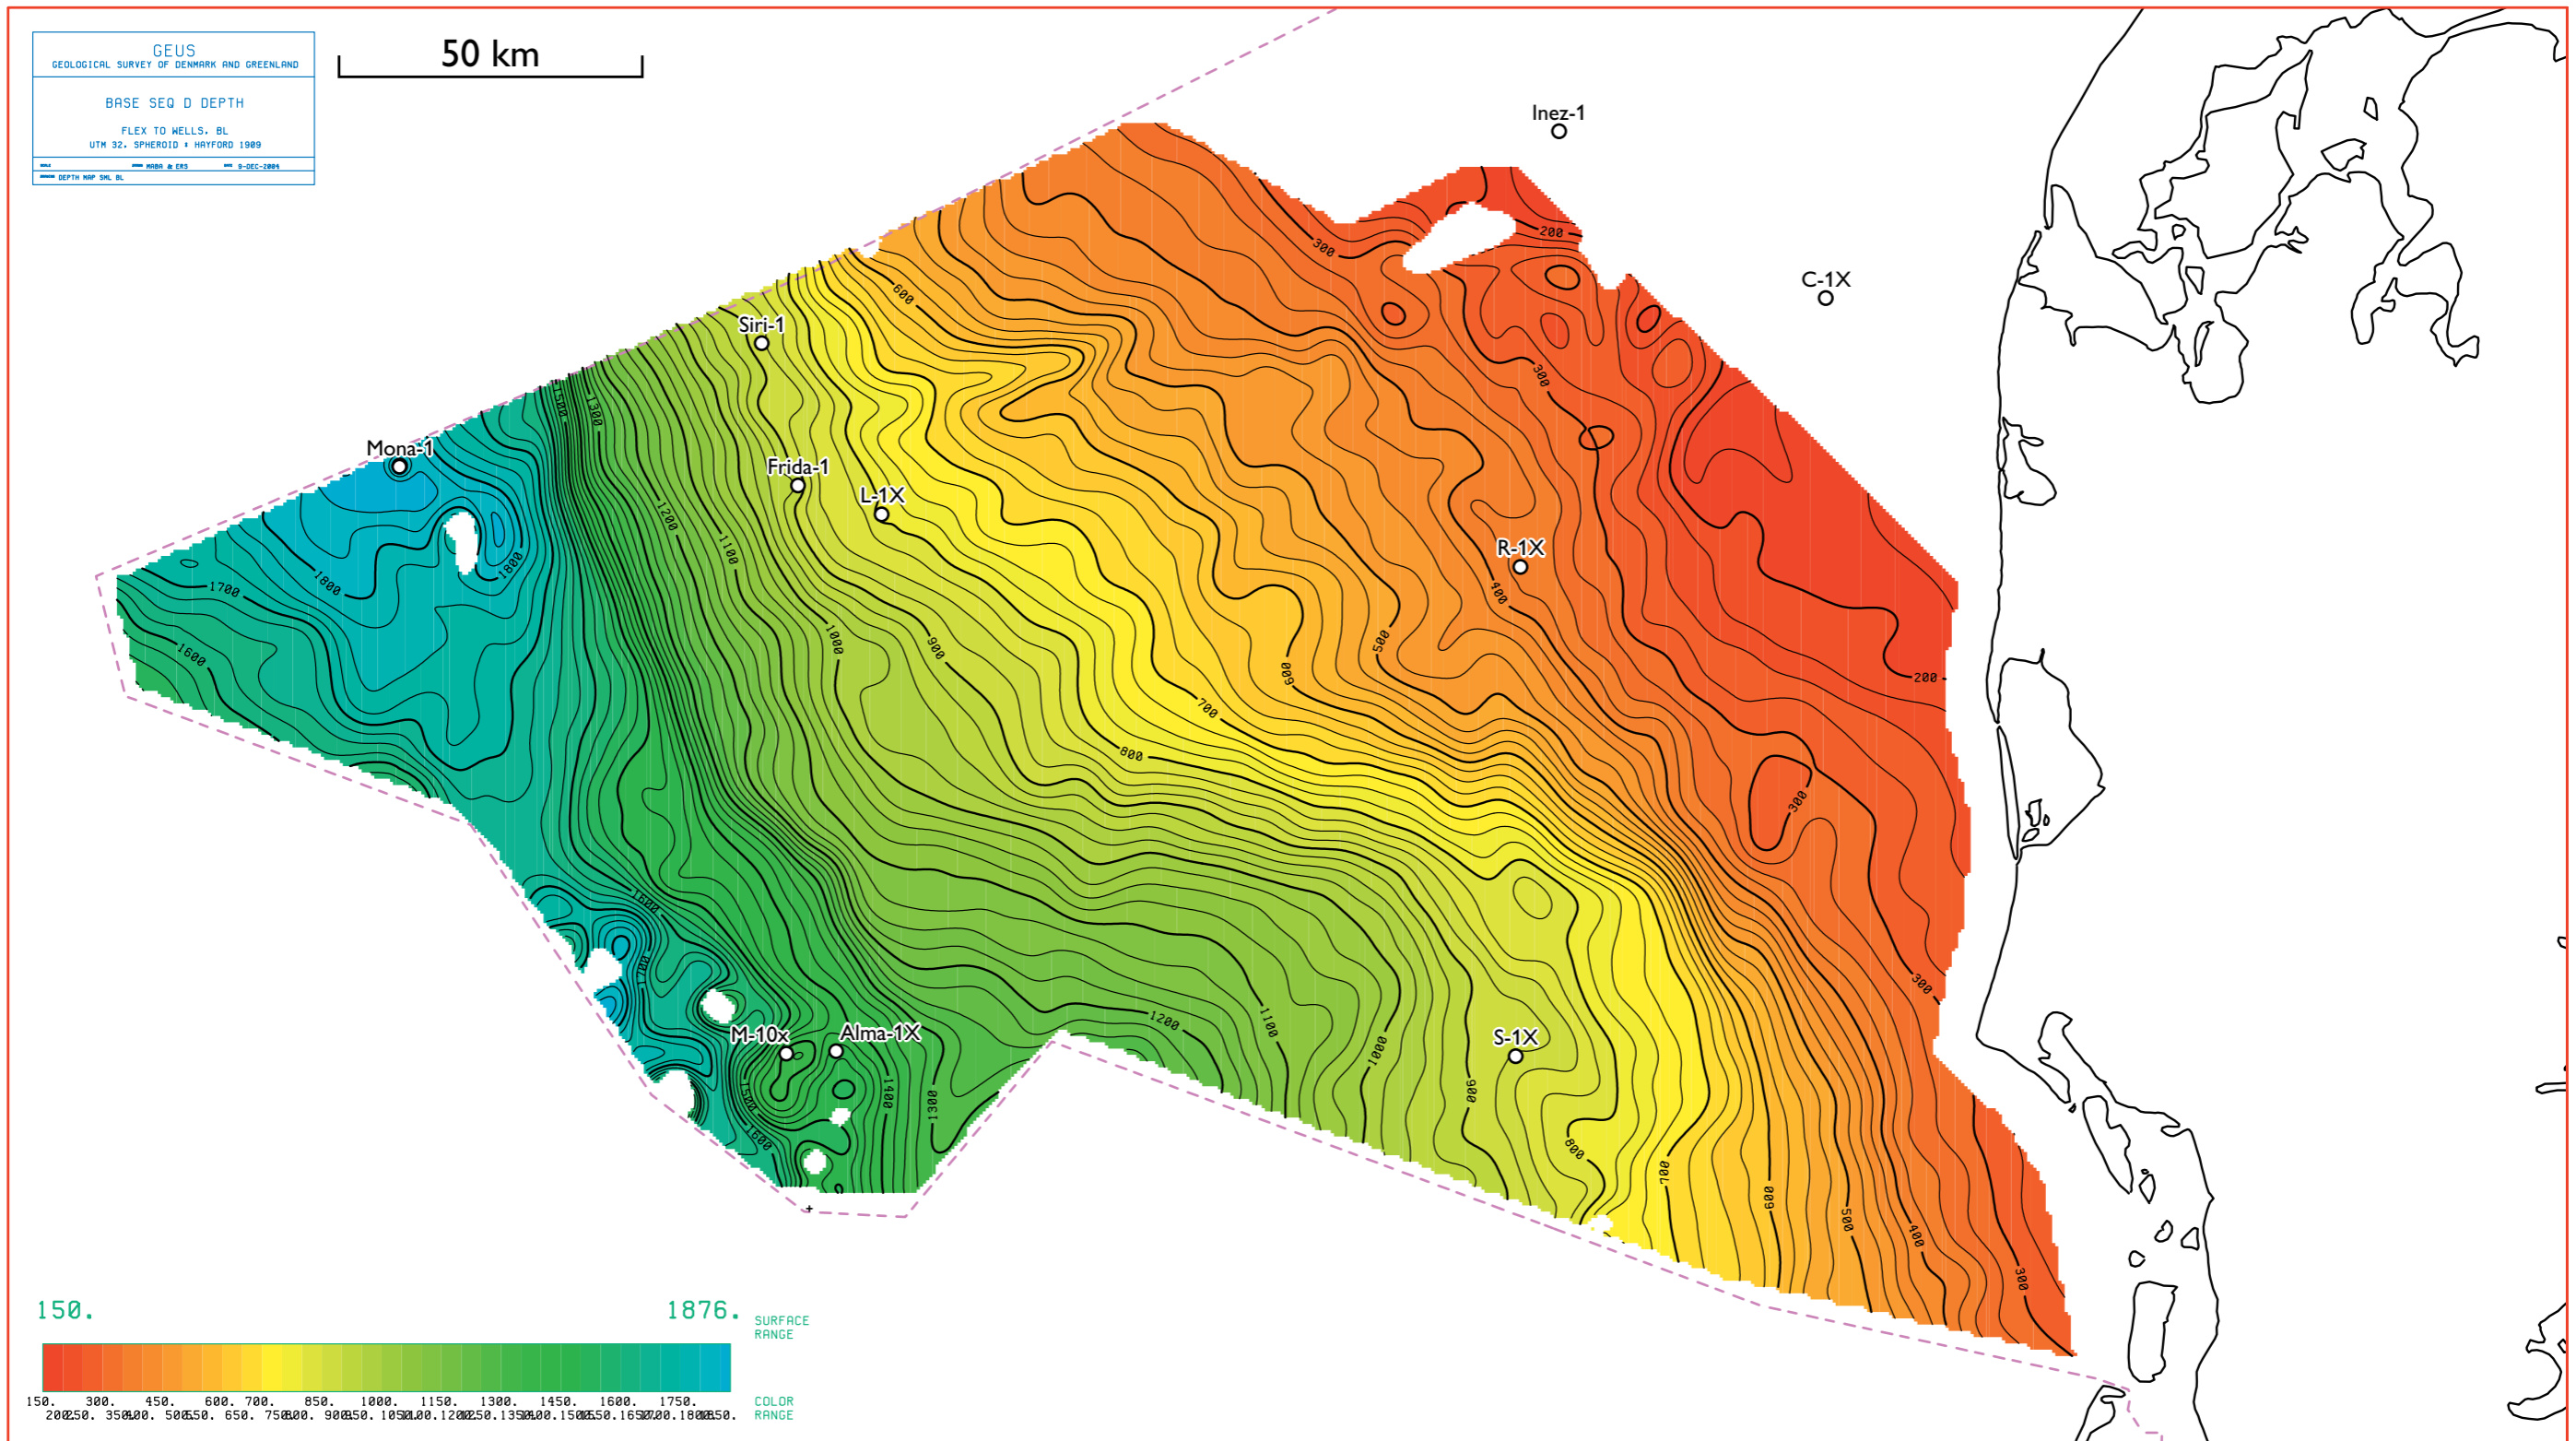 GEUS
GEOLOGICAL SURVEY OF DENMARK AND GREENLAND
BASE SEQ D DEPTH
FLEX TO WELLS. BL
UTM 32. SPHEROID : HAYFORD 1909
MABA & ERS
9-DEC-2004
DEPTH MAP SML BL
50 km
Inez-1
C-1X
Siri-1
Mona-1
Frida-1
L-1X
R-1X
M-10x
Alma-1X
S-1X
200
300
600
300
1500
1300
1200
1100
1800
1800
1700
1600
1000
900
400
500
600
700
200
800
300
1600
1700
300
1200
1100
1000
900
1500
1400
1300
1600
800
700
600
500
400
300
150.
1876.
SURFACE
RANGE
150. 300. 450. 600. 700. 850. 1000. 1150. 1300. 1450. 1600. 1750.
COLOR
RANGE